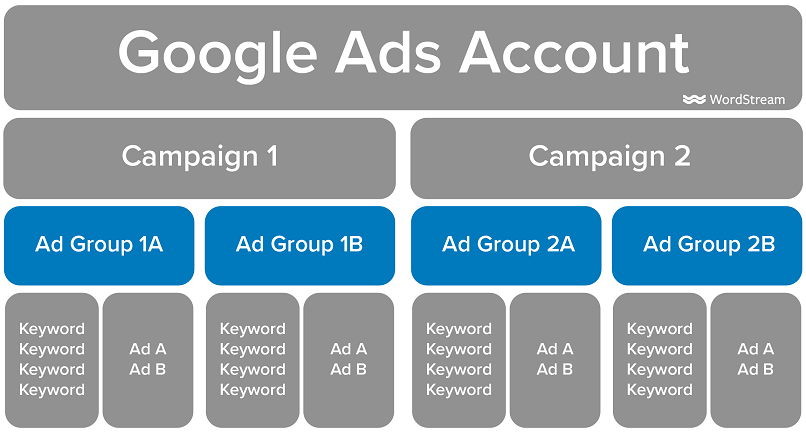 Google Ads Account
WordStream
Campaign 1
Campaign 2
Ad Group 1A
Ad Group 1B
Ad Group 2A
Ad Group 2B
Keyword
Keyword
Keyword
Keyword
Ad A
Ad B
Keyword
Keyword
Keyword
Keyword
Ad A
Ad B
Keyword
Keyword
Keyword
Keyword
Ad A
Ad B
Keyword
Keyword
Keyword
Keyword
Ad A
Ad B